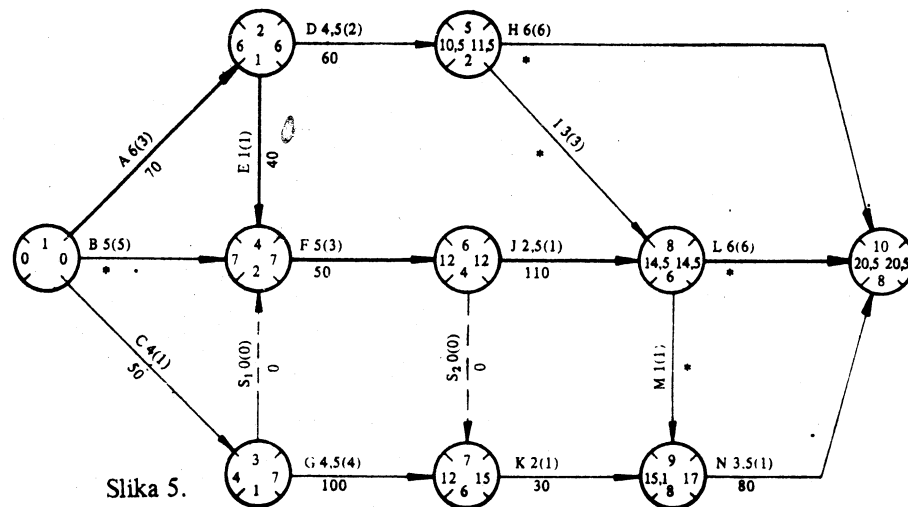 2
6 6
1
D 4,5(2)
60
5
10,5 11,5
2
H 6(6)
*
A 6(3)
70
E 1(1)
40
I 3(3)
*
1
0 0
B 5(5)
*
4
7 7
2
F 5(3)
50
6
12 12
4
J 2,5(1)
110
8
14,5 14,5
6
L 6(6)
*
10
20,5 20,5
8
C 4(1)
50
S1 0(0)
0
S2 0(0)
0
M 1(1)
*
3
4 7
1
G 4,5(4)
100
7
12 15
6
K 2(1)
30
9
15,1 17
8
N 3.5(1)
80
Slika 5.